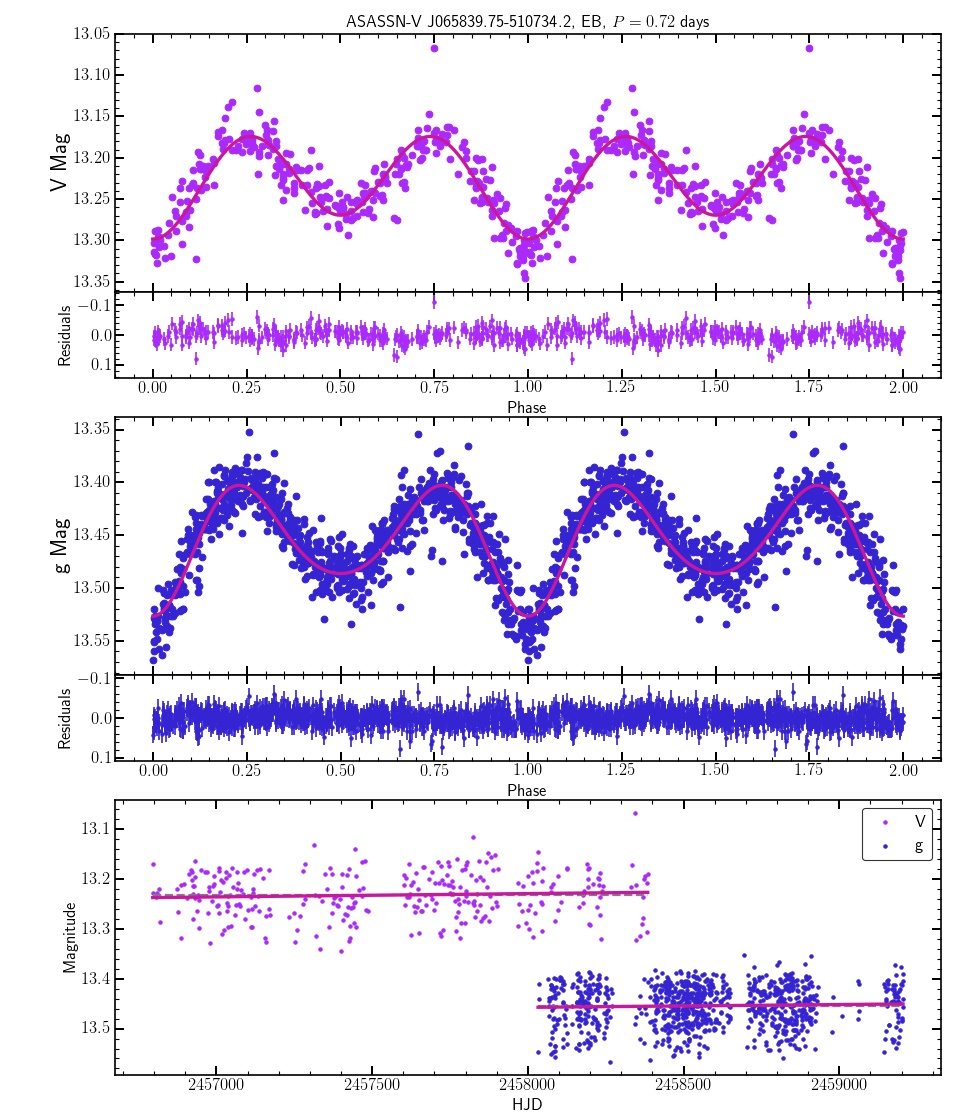 ASASSN-V J065839.75-510734.2, EB, P = 0.72 days
13.05
13.10
13.15
13.20
13.25
13.30
13.35
V Mag
−0.1
0.0
0.1
Residuals
0.00 0.25 0.50 0.75 1.00 1.25 1.50 1.75 2.00
Phase
13.35
13.40
13.45
13.50
13.55
g Mag
−0.1
0.0
0.1
Residuals
0.00 0.25 0.50 0.75 1.00 1.25 1.50 1.75 2.00
Phase
V
g
13.1
13.2
13.3
13.4
13.5
Magnitude
2457000 2457500 2458000 2458500 2459000
HJD